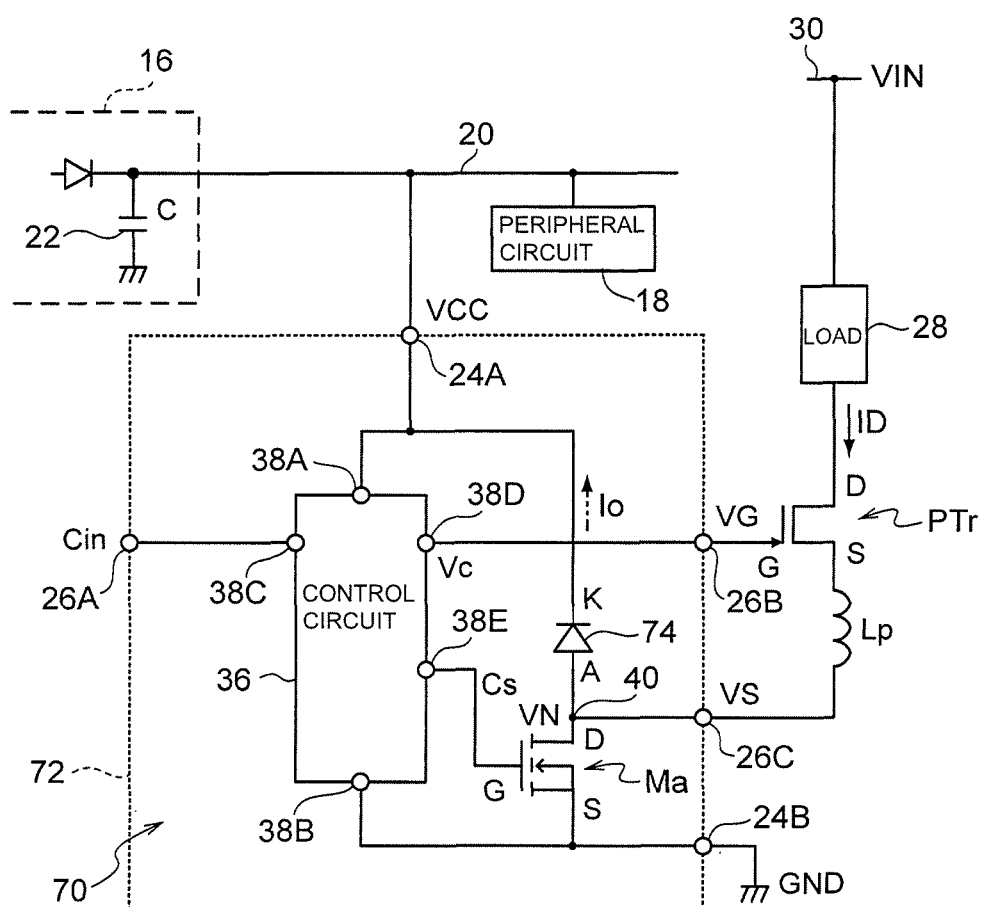 30
VIN
16
20
C
22
PERIPHERAL
CIRCUIT
18
VCC
24A
LOAD
28
ID
38A
38D
Io
VG
D
PTr
Cin
Vc
G
S
26A
38C
CONTROL
CIRCUIT
26B
38E
K
74
Lp
36
Cs
A
40
VS
VN
D
26C
72
G
Ma
38B
S
24B
70
GND